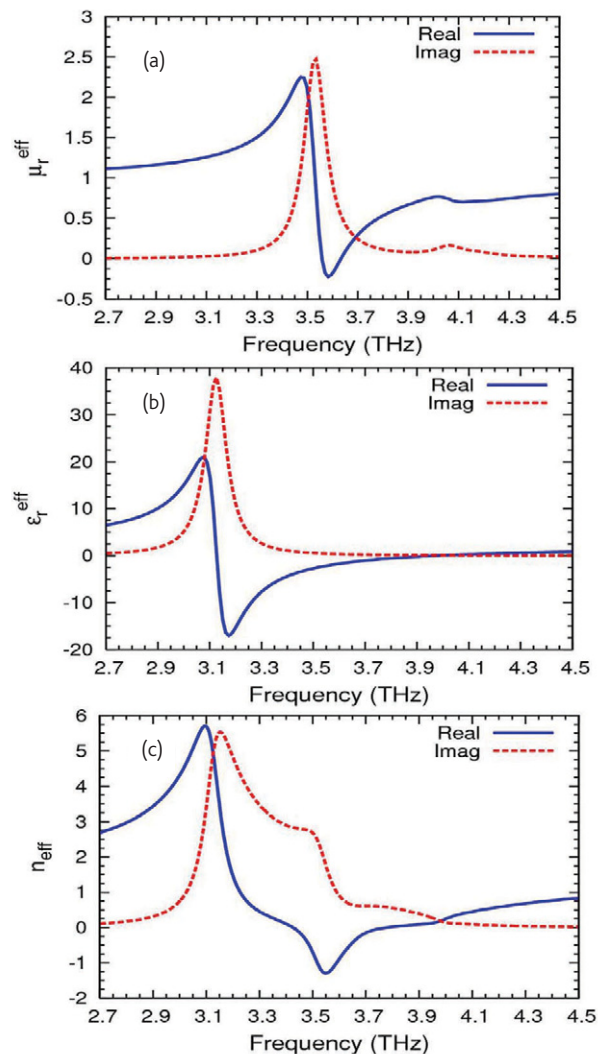 (a)
Real
Imag
μ_r^eff
3
2.5
2
1.5
1
0.5
0
-0.5
2.7 2.9 3.1 3.3 3.5 3.7 3.9 4.1 4.3 4.5
Frequency (THz)
(b)
Real
Imag
ε_r^eff
40
30
20
10
0
-10
-20
2.7 2.9 3.1 3.3 3.5 3.7 3.9 4.1 4.3 4.5
Frequency (THz)
(c)
Real
Imag
n_eff
6
5
4
3
2
1
0
-1
-2
2.7 2.9 3.1 3.3 3.5 3.7 3.9 4.1 4.3 4.5
Frequency (THz)